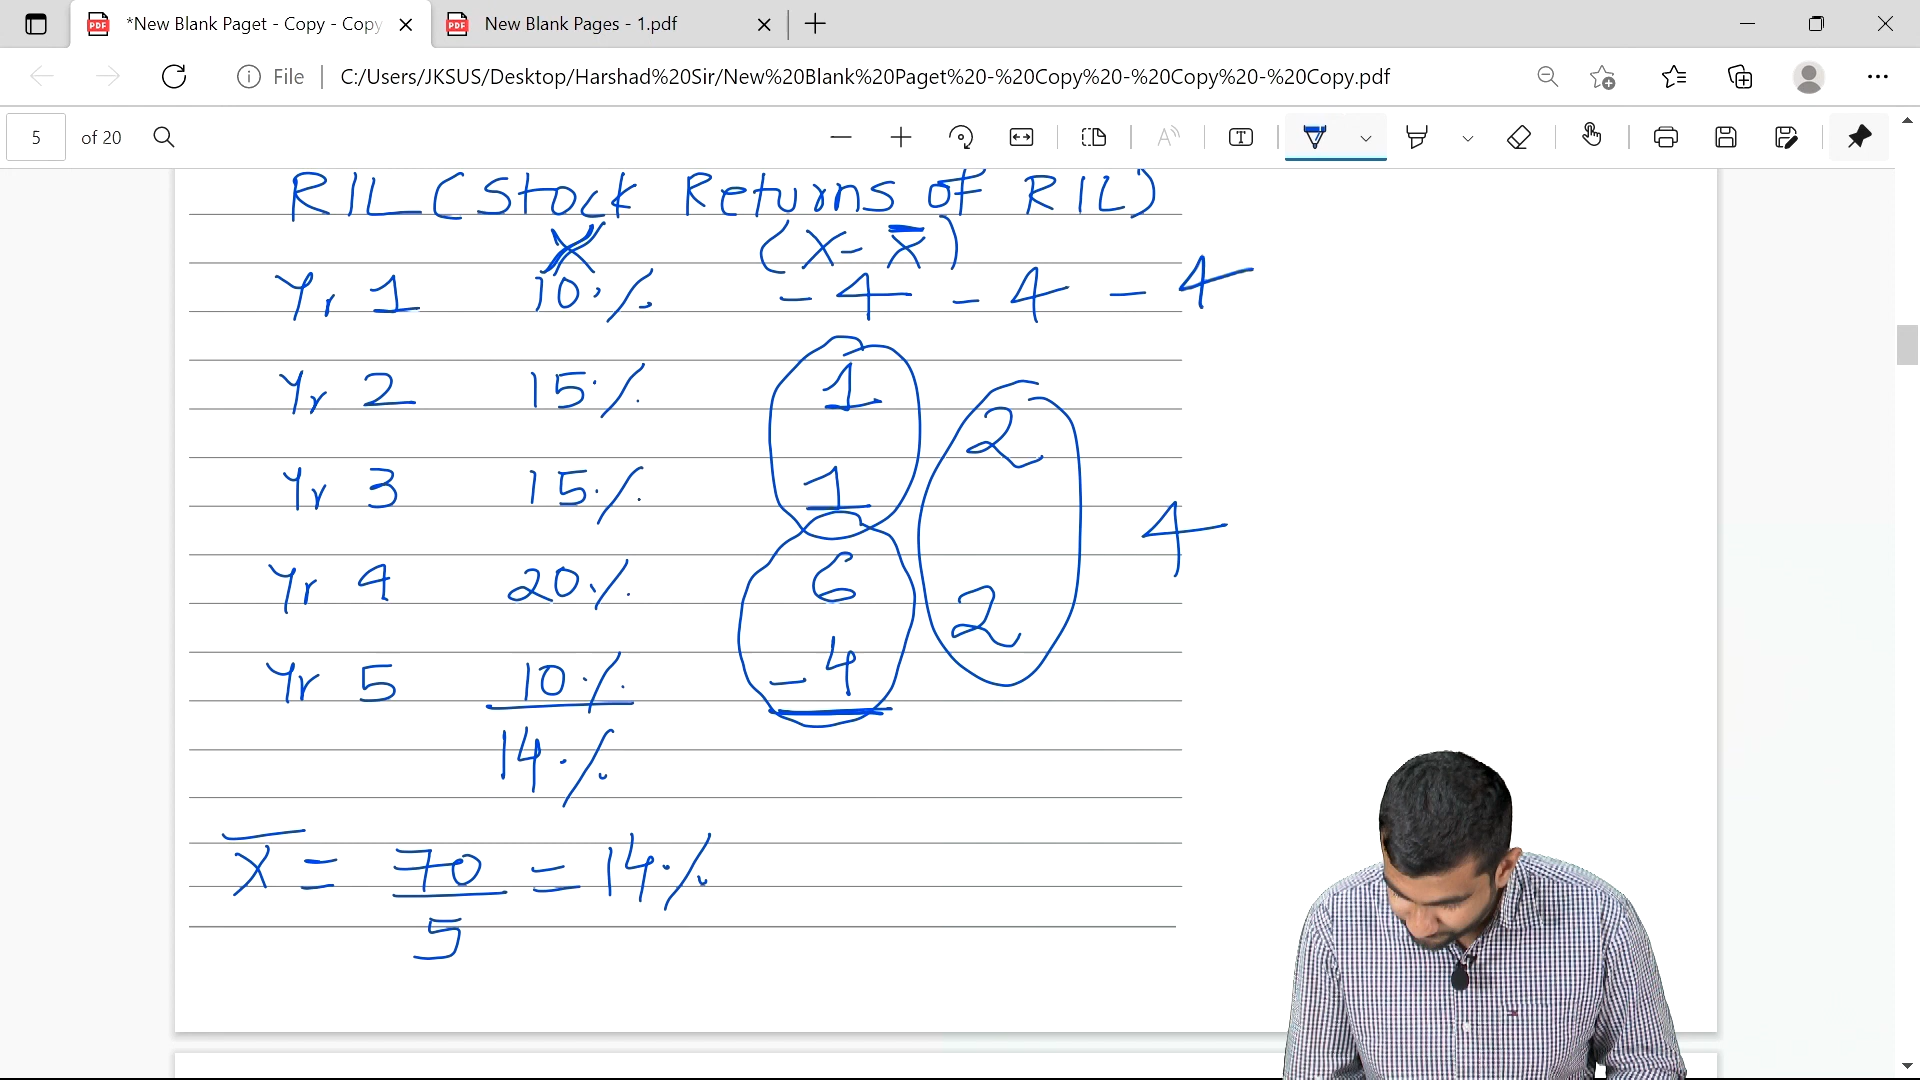 *New Blank Paget - Copy - Copy
New Blank Pages - 1.pdf
File
C:/Users/JKSUS/Desktop/Harshad%20Sir/New%20Blank%20Paget%20-%20Copy%20-%20Copy%20-%20Copy.pdf
5 of 20
RIL (Stock Returns of RIL)
X (X - X̅)
Yr 1 10% - 4 - 4 - 4
Yr 2 15% 1
2
Yr 3 15% 1
4
Yr 4 20% 6
2
Yr 5 10% - 4
14%
X̅ = 70/5 = 14%